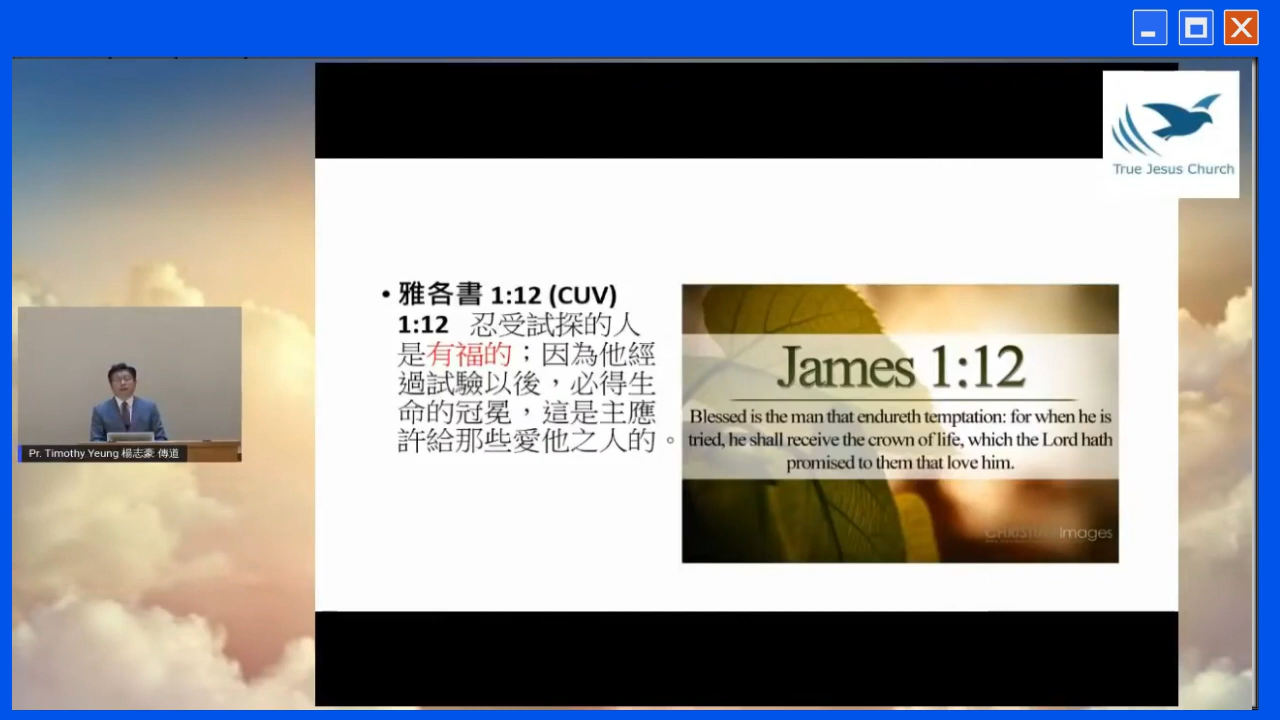 True Jesus Church
• 雅各書 1:12 (CUV)
1:12 忍受試探的人
是有福的；因為他經
過試驗以後，必得生
命的冠冕，這是主應
許給那些愛他之人的。
James 1:12
Blessed is the man that endureth temptation: for when he is
tried, he shall receive the crown of life, which the Lord hath
promised to them that love him.
Images
Pr. Timothy Yeung 楊志豪 傳道